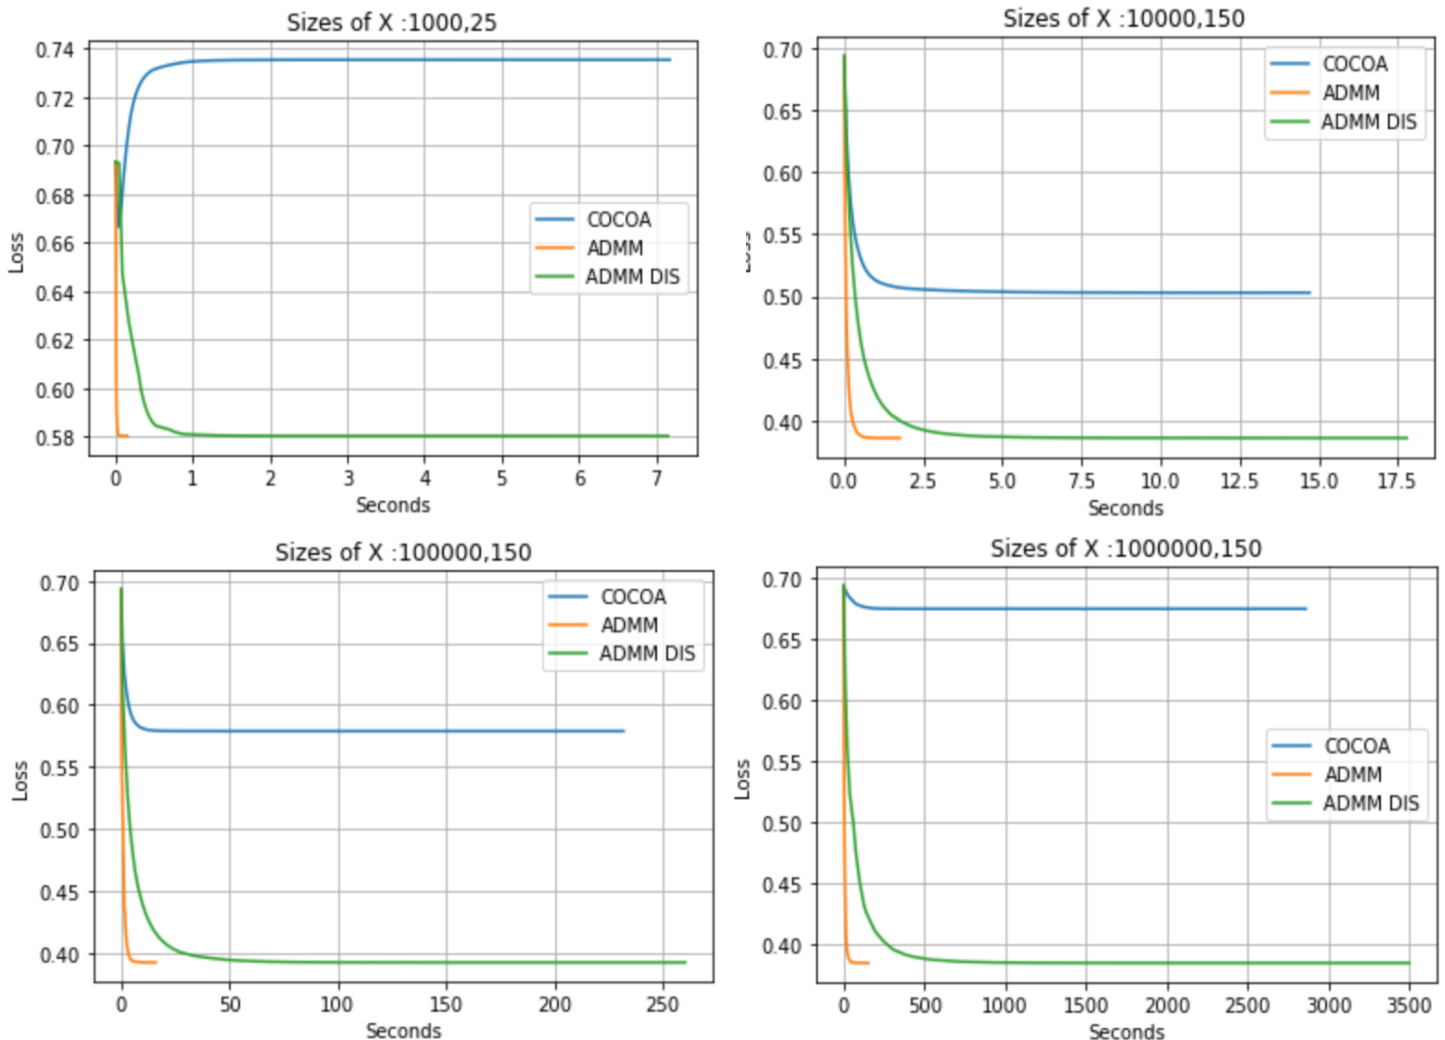 Sizes of X :1000,25
0.74
0.72
0.70
0.68
0.66
0.64
0.62
0.60
0.58
Loss
COCOA
ADMM
ADMM DIS
0 1 2 3 4 5 6 7
Seconds
Sizes of X :10000,150
0.70
0.65
0.60
0.55
0.50
0.45
0.40
Loss
COCOA
ADMM
ADMM DIS
0.0 2.5 5.0 7.5 10.0 12.5 15.0 17.5
Seconds
Sizes of X :100000,150
0.70
0.65
0.60
0.55
0.50
0.45
0.40
Loss
COCOA
ADMM
ADMM DIS
0 50 100 150 200 250
Seconds
Sizes of X :1000000,150
0.70
0.65
0.60
0.55
0.50
0.45
0.40
Loss
COCOA
ADMM
ADMM DIS
0 500 1000 1500 2000 2500 3000 3500
Seconds